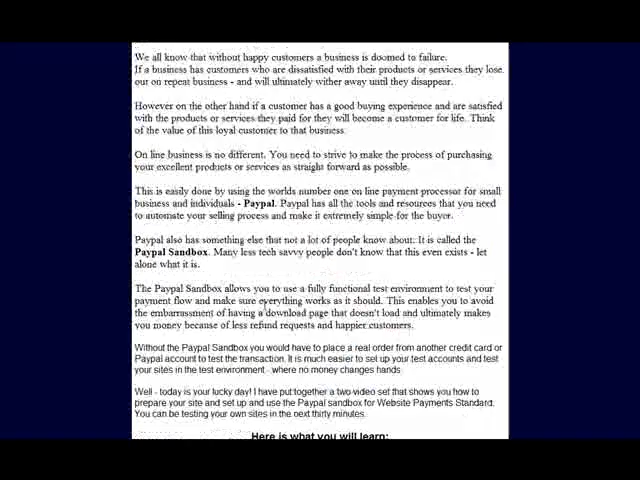 We all know that without happy customers a business is doomed to failure.
If a business has customers who are dissatisfied with their products or services they lose
out on repeat business - and will ultimately wither away until they disappear.
However on the other hand if a customer has a good buying experience and are satisfied
with the products or services they paid for they will become a customer for life. Think
of the value of this loyal customer to that business.
On line business is no different. You need to strive to make the process of purchasing
your excellent products or services as straight forward as possible.
This is easily done by using the worlds number one on line payment processor for small
business and individuals - Paypal. Paypal has all the tools and resources that you need
to automate your selling process and make it extremely simple for the buyer.
Paypal also has something else that not a lot of people know about. It is called the
Paypal Sandbox. Many less tech savvy people don't know that this even exists - let
alone what it is.
The Paypal Sandbox allows you to use a fully functional test environment to test your
payment flow and make sure everything works as it should. This enables you to avoid
the embarrassment of having a download page that doesn't load and ultimately makes
you money because of less refund requests and happier customers.
Without the Paypal Sandbox you would have to place a real order from another credit card or
Paypal account to test the transaction. It is much easier to set up your test accounts and test
your sites in the test environment - where no money changes hands
Well - today is your lucky day! I have put together a two video set that shows you how to
prepare your site and set up and use the Paypal sandbox for Website Payments Standard.
You can be testing your own sites in the next thirty minutes.
Here is what you will learn: